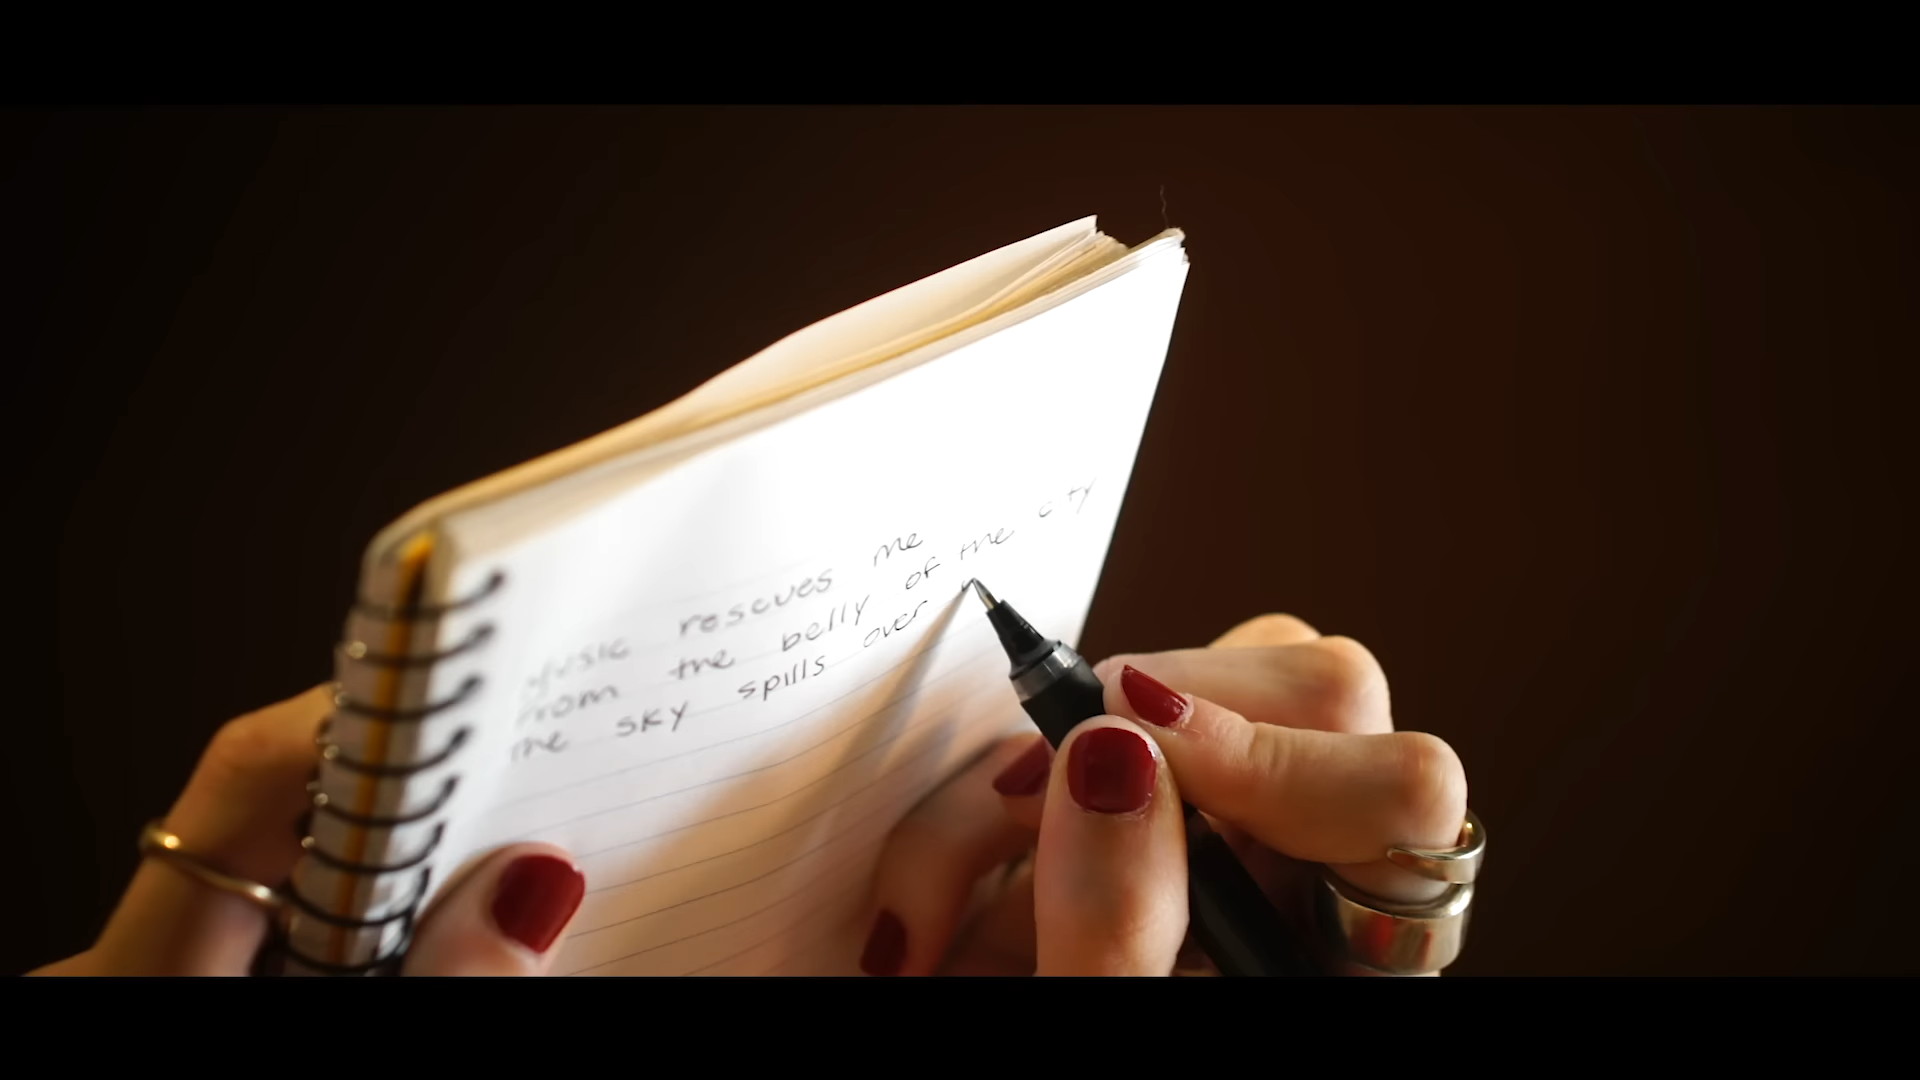 Music rescues me
from the belly of the city
The sky spills over